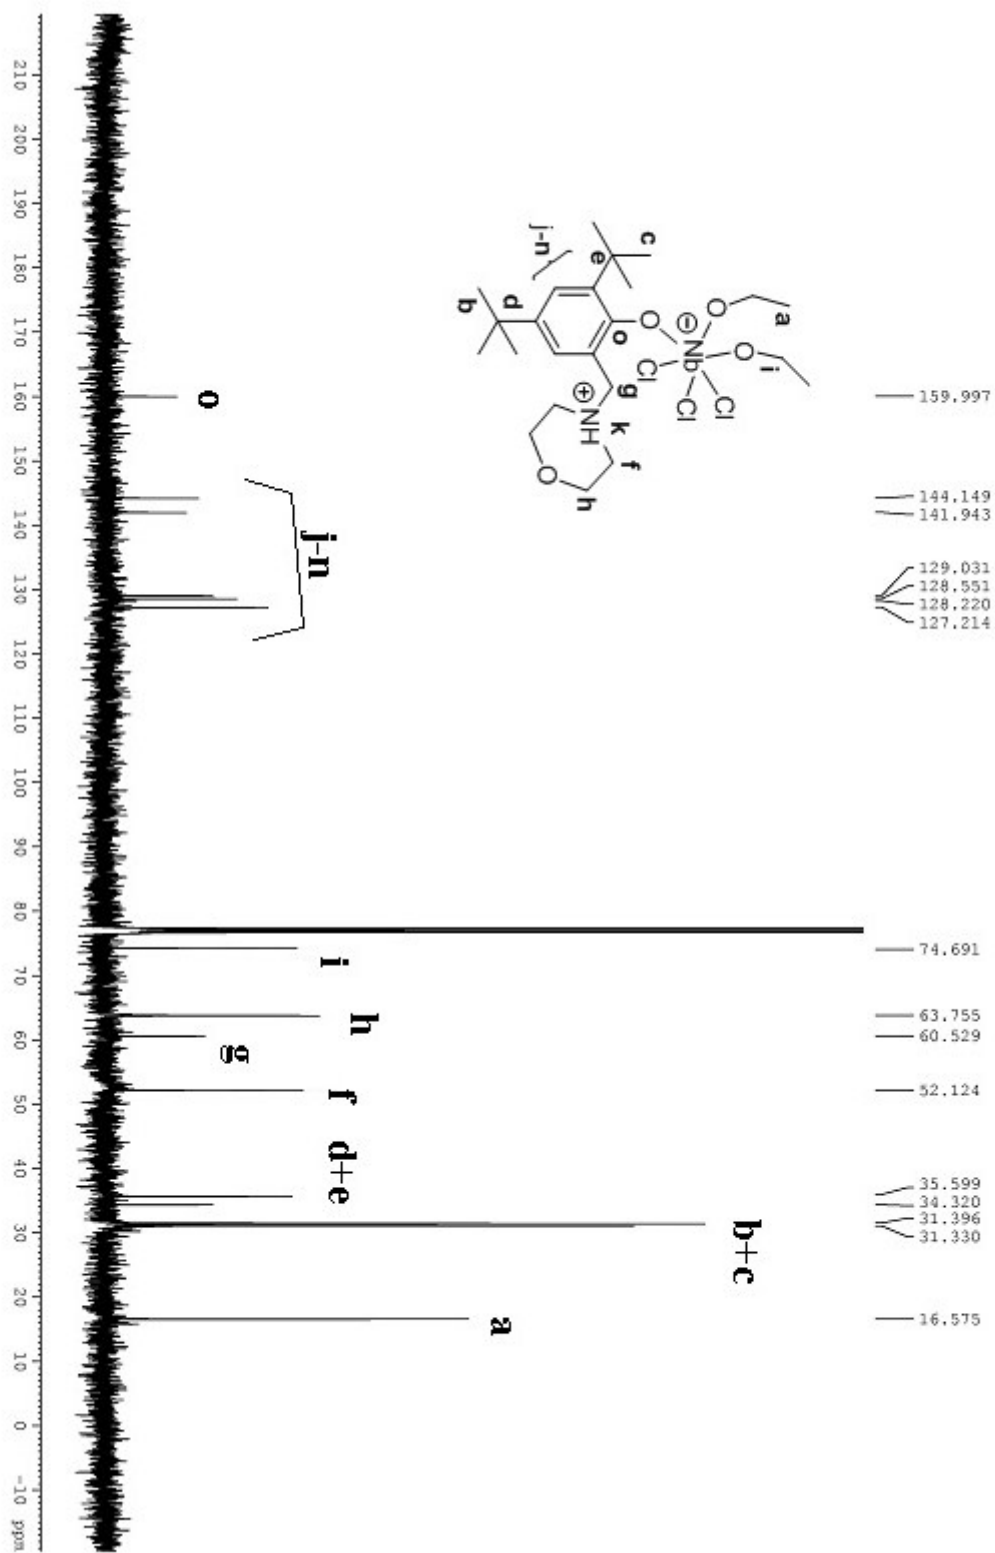 159.997
144.149
141.943
129.031
128.551
128.220
127.214
74.691
63.755
60.529
52.124
35.599
34.320
31.396
31.330
16.575
a
O
O
i
⊖
Nb
O
Cl
Cl
Cl
c
e
o
j-n
d
b
g
⊕
NH
k
f
O
h
o
j-n
i
h
g
f
d+e
b+c
a
210 200 190 180 170 160 150 140 130 120 110 100 90 80 70 60 50 40 30 20 10 0 -10 ppm